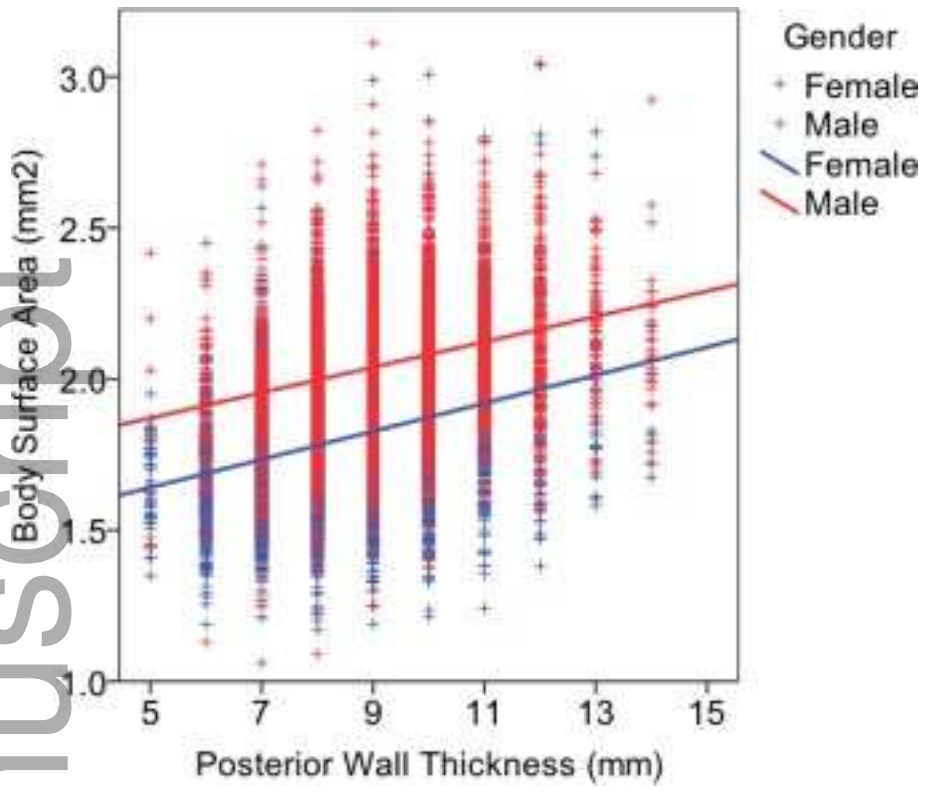 Gender
Female
Male
Female
Male
3.0
2.5
2.0
1.5
1.0
Body Surface Area (mm2)
5 7 9 11 13 15
Posterior Wall Thickness (mm)